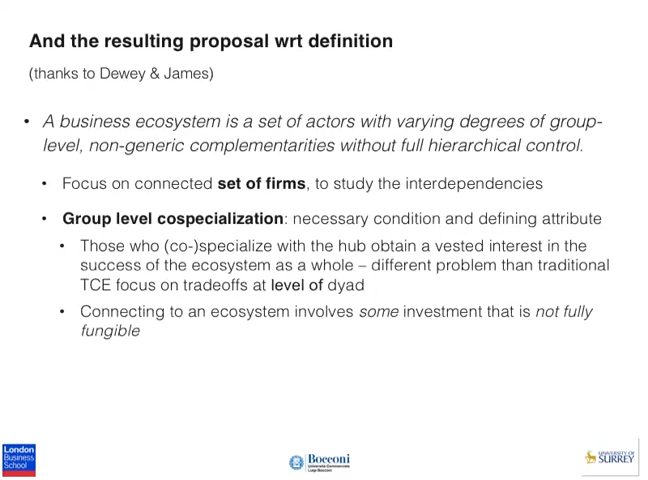 And the resulting proposal wrt definition
(thanks to Dewey & James)
• A business ecosystem is a set of actors with varying degrees of group-
level, non-generic complementarities without full hierarchical control.
• Focus on connected set of firms, to study the interdependencies
• Group level cospecialization: necessary condition and defining attribute
• Those who (co-)specialize with the hub obtain a vested interest in the
success of the ecosystem as a whole – different problem than traditional
TCE focus on tradeoffs at level of dyad
• Connecting to an ecosystem involves some investment that is not fully
fungible
London
Business
School
Bocconi
Università Commerciale
Luigi Bocconi
UNIVERSITY OF
SURREY